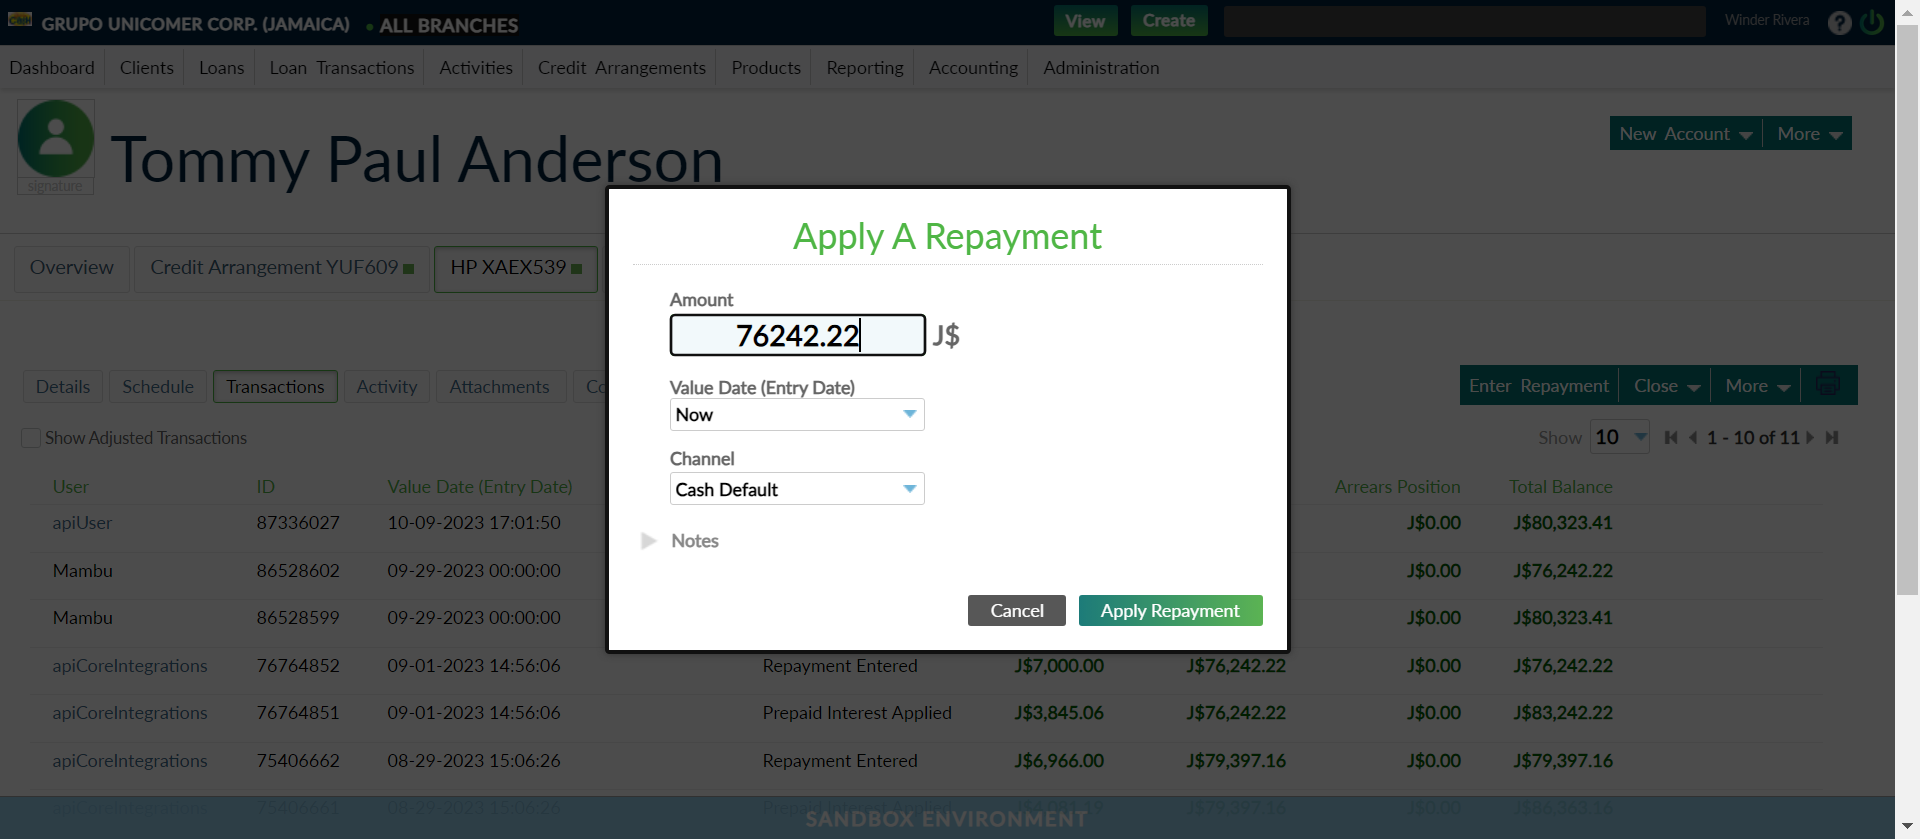 GRUPO UNICOMER CORP. (JAMAICA) ALL BRANCHES View Create Winder Rivera ?
Dashboard Clients Loans Loan Transactions Activities Credit Arrangements Products Reporting Accounting Administration
signature
Tommy Paul Anderson
New Account More
Overview Credit Arrangement YUF609 HP XAEX539
Apply A Repayment
Amount
76242.22 J$
Value Date (Entry Date)
Now
Channel
Cash Default
Notes
Cancel Apply Repayment
Details Schedule Transactions Activity Attachments Co
Enter Repayment Close More
Show Adjusted Transactions
Show 10 1 - 10 of 11
User ID Value Date (Entry Date) Arrears Position Total Balance
apiUser 87336027 10-09-2023 17:01:50 J$0.00 J$80,323.41
Mambu 86528602 09-29-2023 00:00:00 J$0.00 J$76,242.22
Mambu 86528599 09-29-2023 00:00:00 J$0.00 J$80,323.41
apiCoreIntegrations 76764852 09-01-2023 14:56:06 Repayment Entered J$7,000.00 J$76,242.22 J$0.00 J$76,242.22
apiCoreIntegrations 76764851 09-01-2023 14:56:06 Prepaid Interest Applied J$3,845.06 J$76,242.22 J$0.00 J$83,242.22
apiCoreIntegrations 75406662 08-29-2023 15:06:26 Repayment Entered J$6,966.00 J$79,397.16 J$0.00 J$79,397.16
apiCoreIntegrations 75406661 08-29-2023 15:06:26 Prepaid Interest Applied J$4,081.19 J$79,397.16 J$0.00 J$86,363.16
SANDBOX ENVIRONMENT